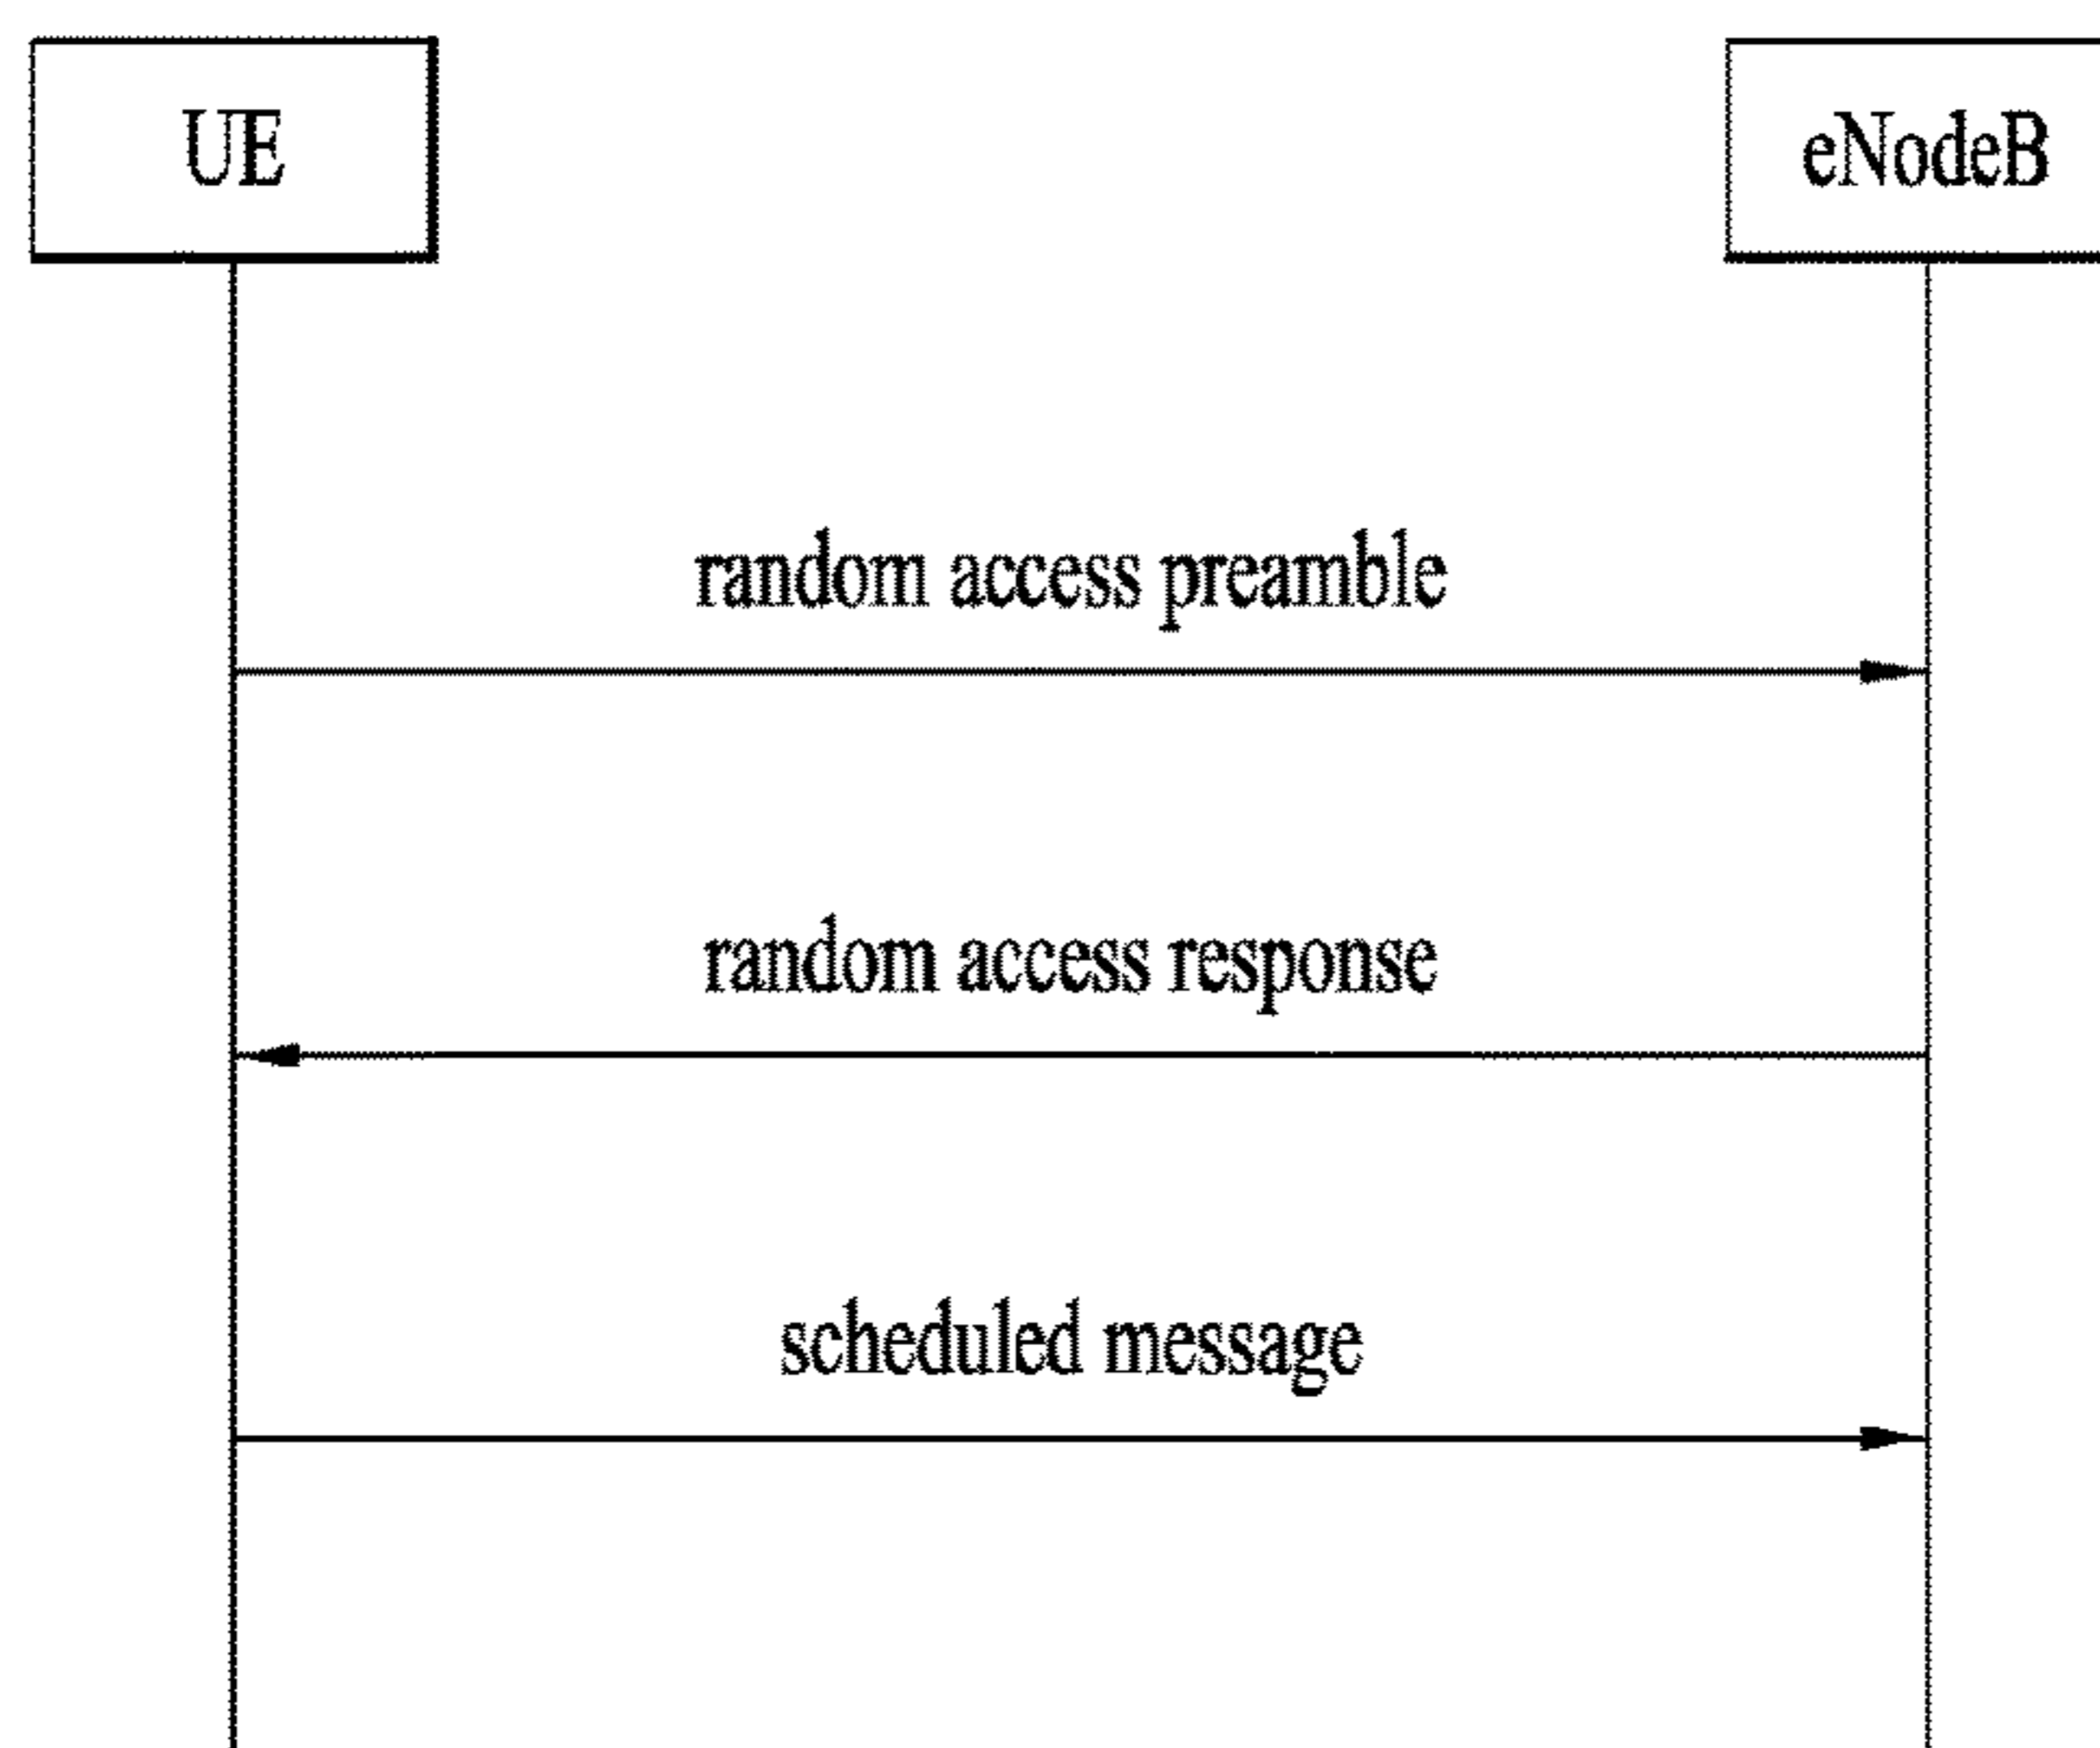 UE
eNodeB
random access preamble
random access response
scheduled message